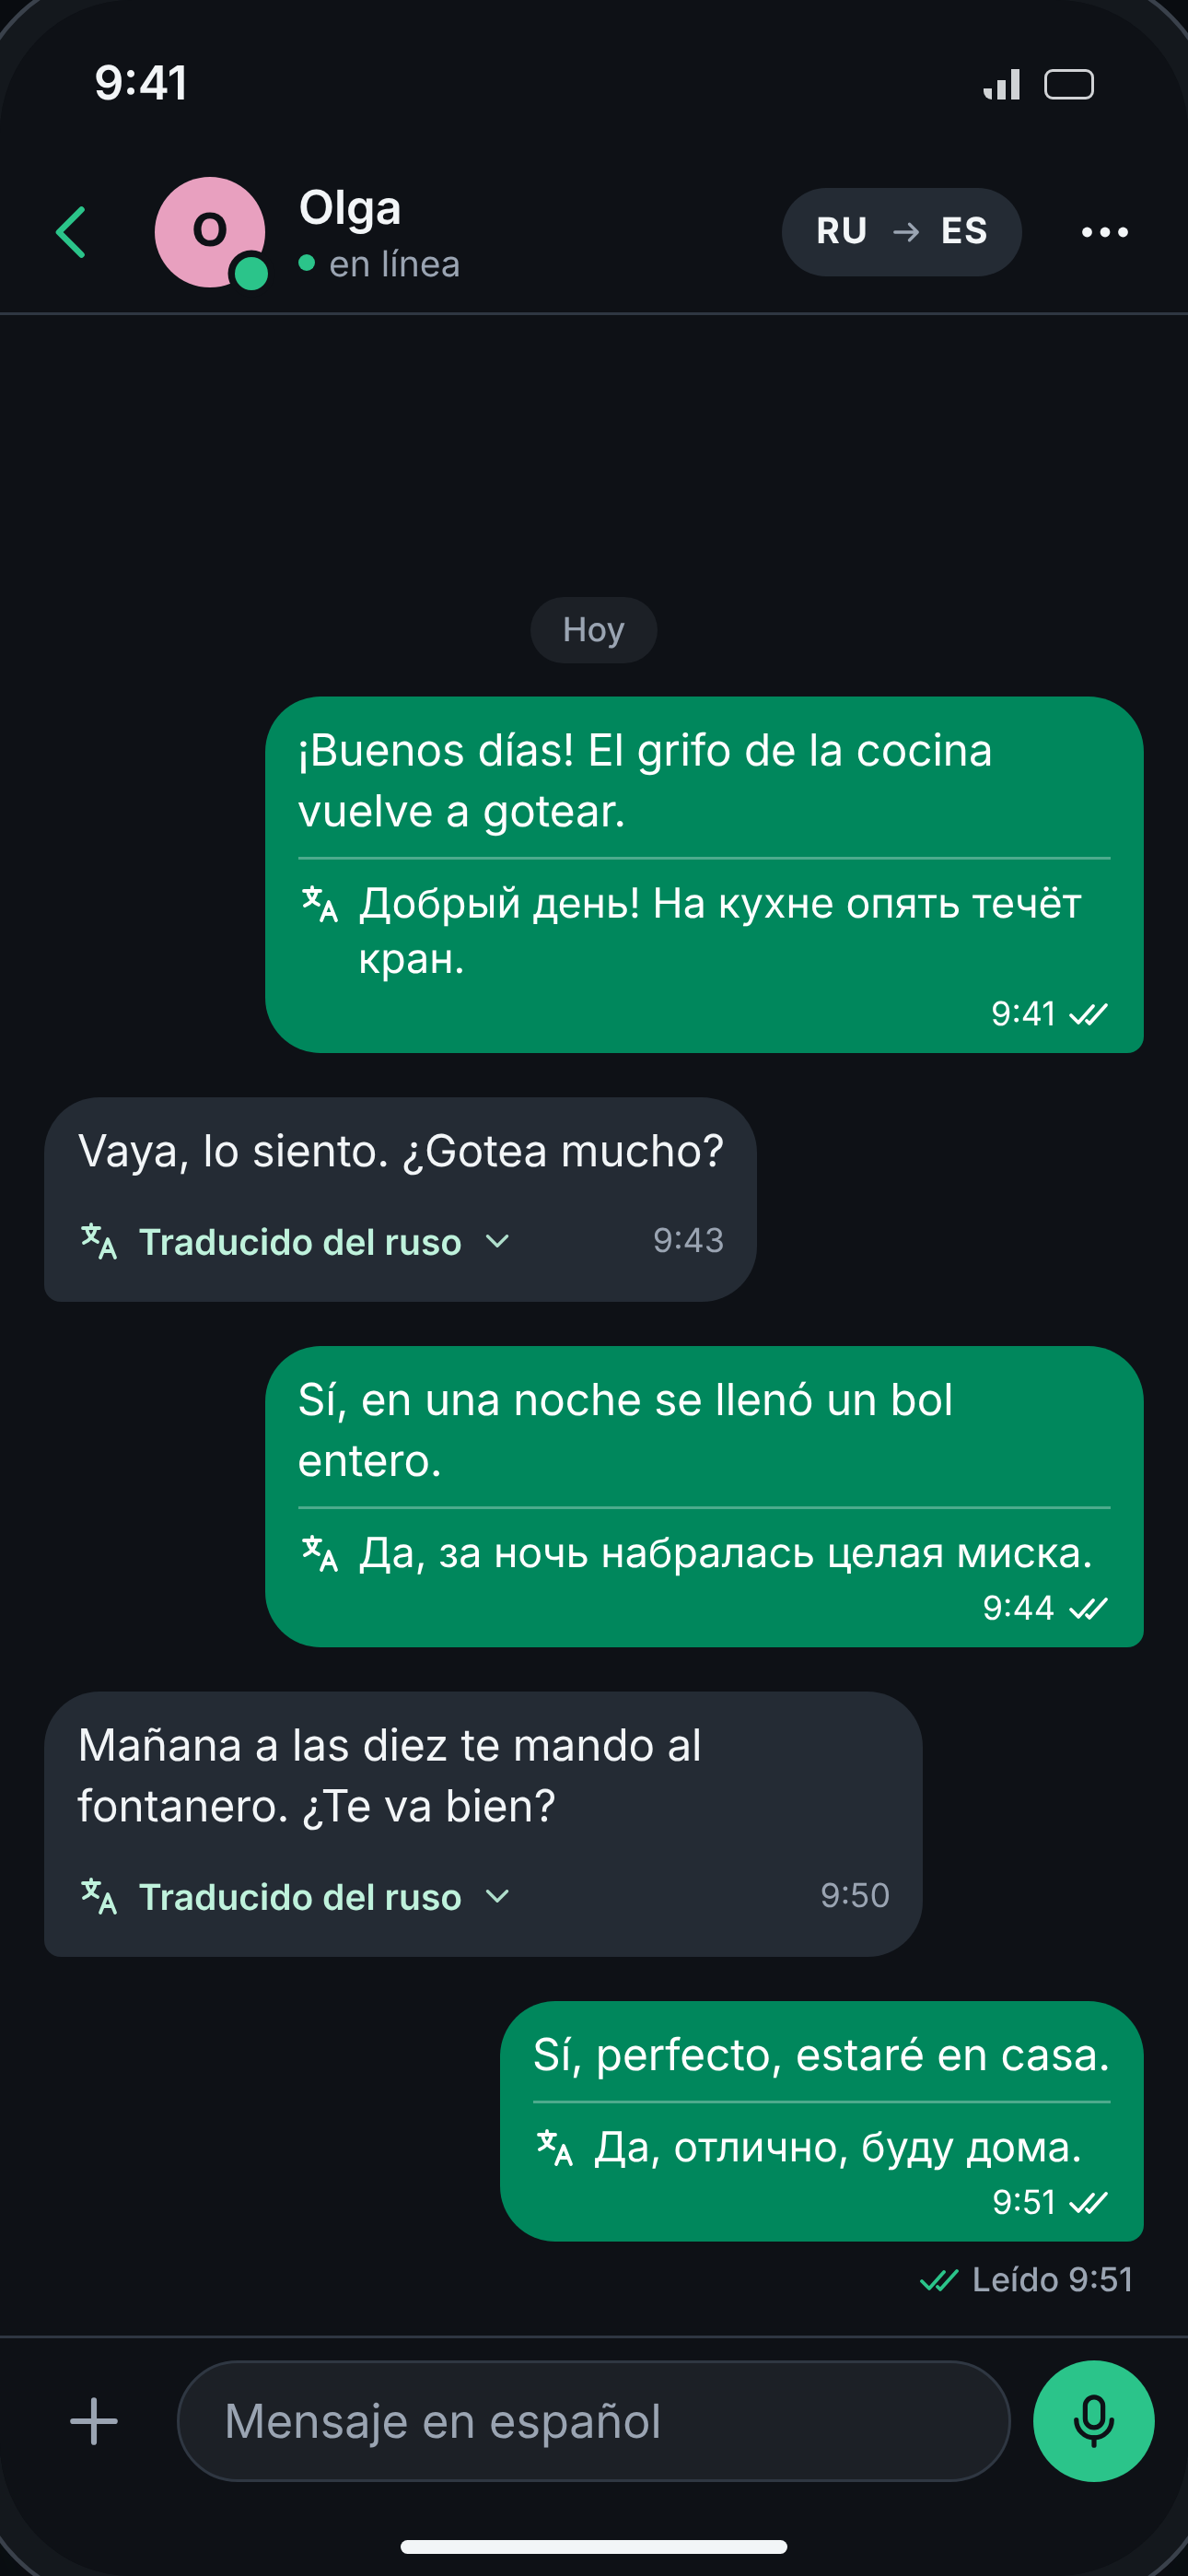 9:41
O
Olga
en línea
RU → ES
Hoy
¡Buenos días! El grifo de la cocina
vuelve a gotear.
Добрый день! На кухне опять течёт
кран.
9:41
Vaya, lo siento. ¿Gotea mucho?
Traducido del ruso
9:43
Sí, en una noche se llenó un bol
entero.
Да, за ночь набралась целая миска.
9:44
Mañana a las diez te mando al
fontanero. ¿Te va bien?
Traducido del ruso
9:50
Sí, perfecto, estaré en casa.
Да, отлично, буду дома.
9:51
Leído 9:51
Mensaje en español